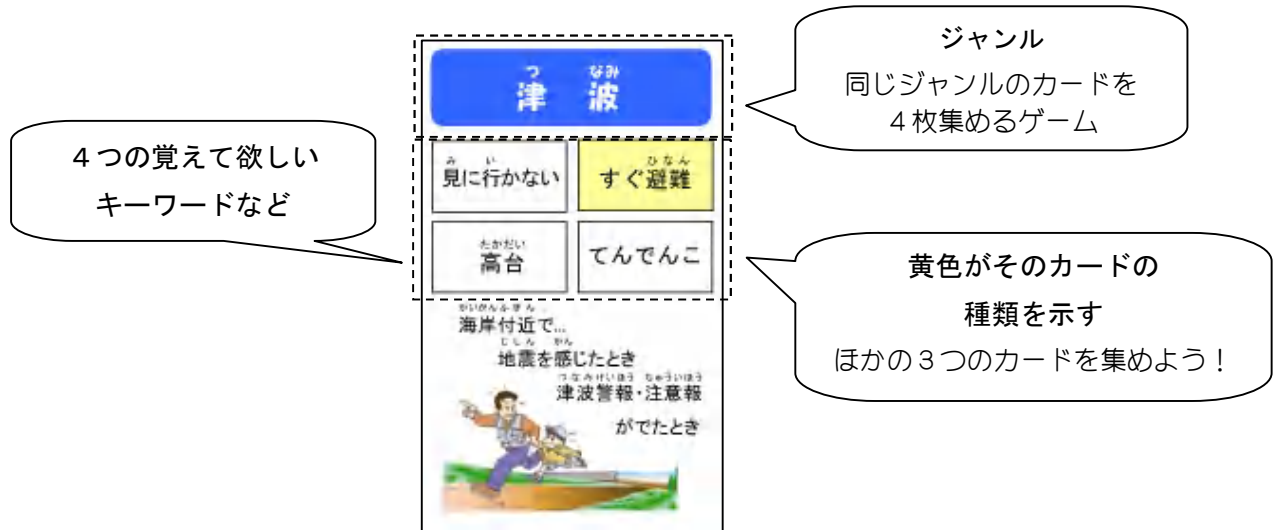 ジャンル
同じジャンルのカードを
４枚集めるゲーム
つ なみ
津 波
４つの覚えて欲しい
キーワードなど
み い
見に行かない
ひなん
すぐ避難
たかだい
高台
てんでんこ
黄色がそのカードの
種類を示す
ほかの３つのカードを集めよう！
かいがんふきん
海岸付近で...
じしん かん
地震を感じたとき
つなみけいほう ちゅういほう
津波警報・注意報
がでたとき